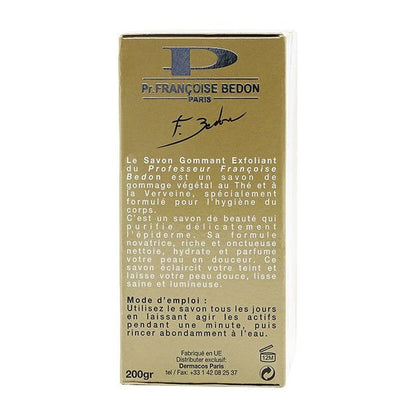 P
Pr. FRANÇOISE BEDON
PARIS
F. Bedon
Le Savon Gommant Exfoliant
du Professeur Françoise
Bedon est un savon de
gommage végétal au Thé et à
la Verveine, spécialement
formulé pour l'hygiène du
corps.
C'est un savon de beauté qui
purifie délicatement
l'épiderme. Sa formule
novatrice, riche et onctueuse
nettoie, hydrate et parfume
votre peau en douceur. Ce
savon éclaircit votre teint et
laisse votre peau douce, lisse
saine et lumineuse.
Mode d'emploi :
Utilisez le savon tous les jours
en laissant agir les actifs
pendant une minute, puis
rincer abondamment à l'eau.
Fabriqué en UE
Distributer exclusif:
Dermacos Paris
200gr tel / Fax: +33 1 42 08 25 37
12M